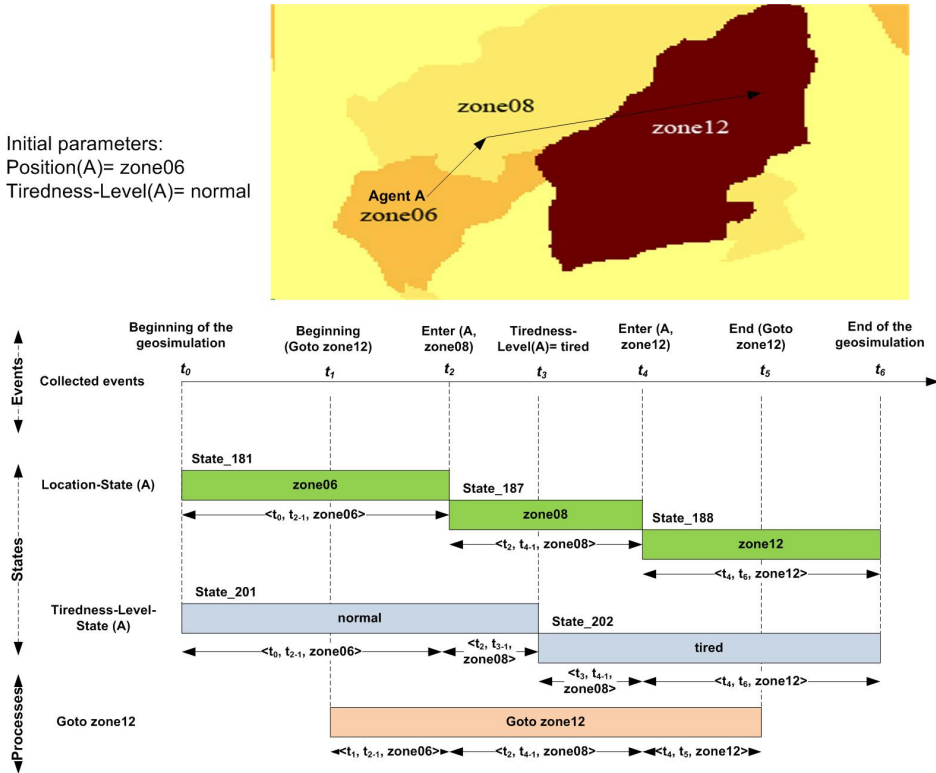 Initial parameters:
Position(A)= zone06
Tiredness-Level(A)= normal
zone08
zone12
Agent A
zone06
Events
Beginning of the
geosimulation
Beginning
(Goto zone12)
Enter (A,
zone08)
Tiredness-
Level(A)= tired
Enter (A,
zone12)
End (Goto
zone12)
End of the
geosimulation
Collected events
t0
t1
t2
t3
t4
t5
t6
States
Location-State (A)
State_181
zone06
<t0, t2-1, zone06>
State_187
zone08
<t2, t4-1, zone08>
State_188
zone12
<t4, t6, zone12>
Tiredness-Level-
State (A)
State_201
normal
<t0, t2-1, zone06>
<t2, t3-1,
zone08>
State_202
tired
<t3, t4-1,
zone08>
<t4, t6, zone12>
Processes
Goto zone12
Goto zone12
<t1, t2-1, zone06>
<t2, t4-1, zone08>
<t4, t5, zone12>